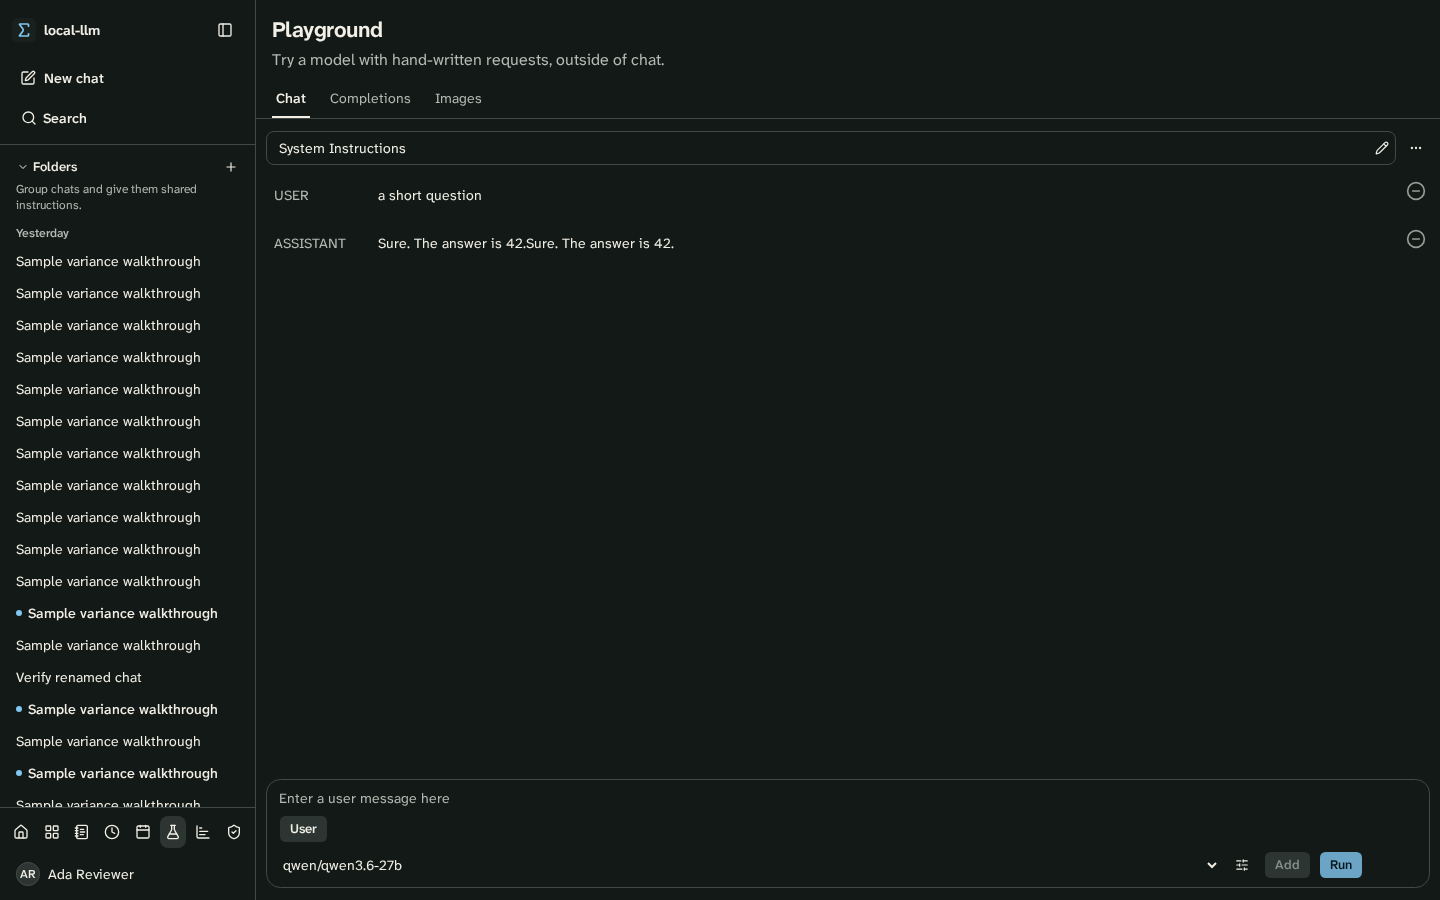 local-llm
New chat
Search
Folders
Group chats and give them shared
instructions.
Yesterday
Sample variance walkthrough
Sample variance walkthrough
Sample variance walkthrough
Sample variance walkthrough
Sample variance walkthrough
Sample variance walkthrough
Sample variance walkthrough
Sample variance walkthrough
Sample variance walkthrough
Sample variance walkthrough
Sample variance walkthrough
Sample variance walkthrough
Sample variance walkthrough
Verify renamed chat
Sample variance walkthrough
Sample variance walkthrough
Sample variance walkthrough
Sample variance walkthrough
AR Ada Reviewer
Playground
Try a model with hand-written requests, outside of chat.
Chat Completions Images
System Instructions
USER a short question
ASSISTANT Sure. The answer is 42.Sure. The answer is 42.
Enter a user message here
User
qwen/qwen3.6-27b Add Run